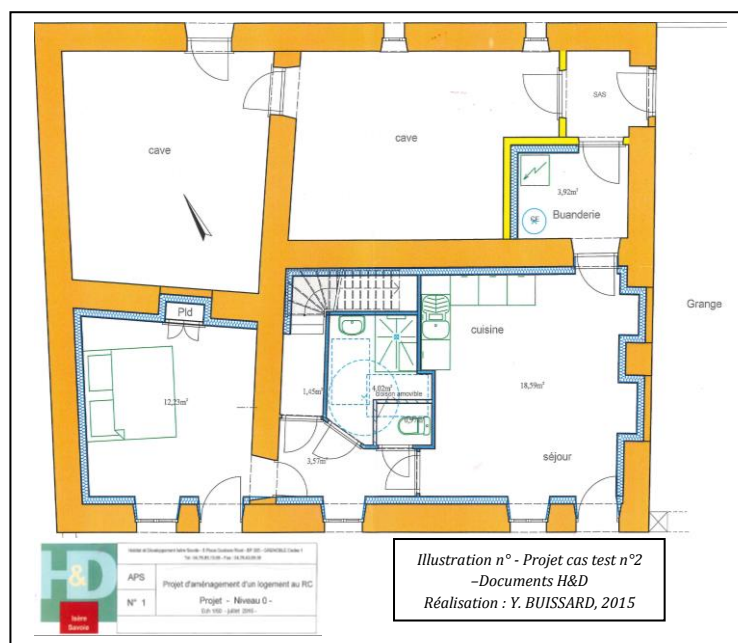 SAS
cave
cave
3,92m²
CE
Buanderie
Pld
Grange
cuisine
12,23m²
1,45m²
4,02m²
cloison amovible
18,59m²
séjour
3,57m²
H&D
Isère
Savoie
APS
N° 1
Projet d'aménagement d'un logement au RC
Projet - Niveau 0 -
Illustration n° - Projet cas test n°2
–Documents H&D
Réalisation : Y. BUISSARD, 2015